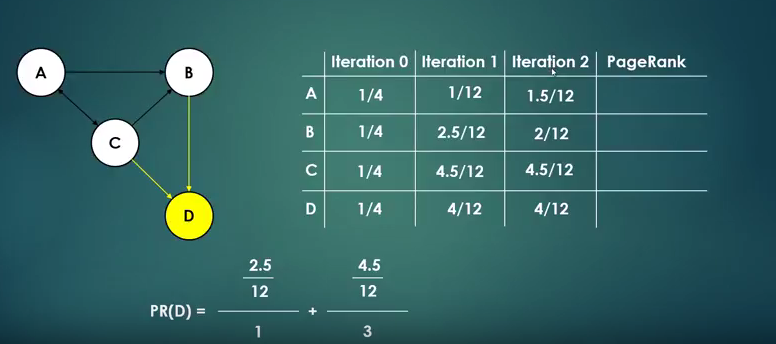 A
B
C
D
Iteration 0 Iteration 1 Iteration 2 PageRank
A 1/4 1/12 1.5/12
B 1/4 2.5/12 2/12
C 1/4 4.5/12 4.5/12
D 1/4 4/12 4/12
2.5 4.5
12 12
PR(D) = +
1 3